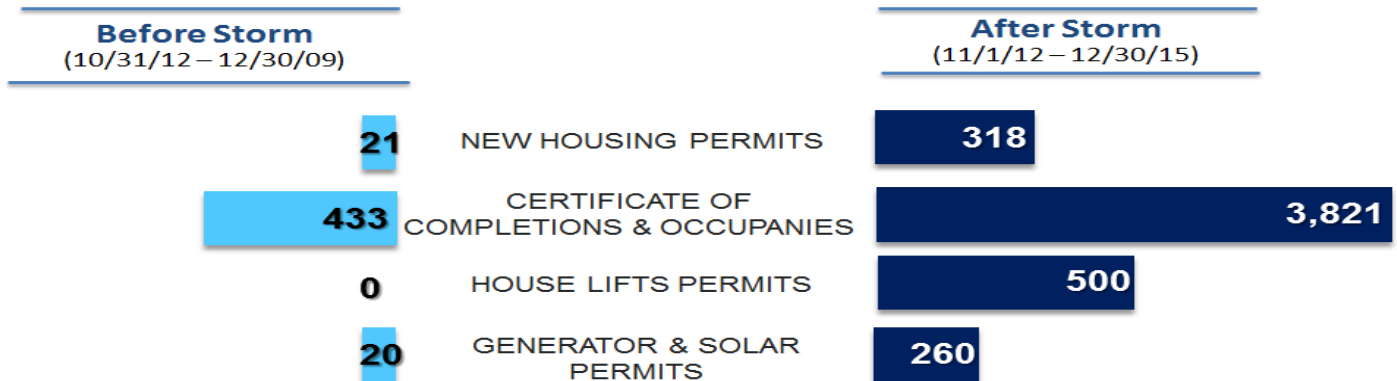 Before Storm
(10/31/12 – 12/30/09)
After Storm
(11/1/12 – 12/30/15)
21
NEW HOUSING PERMITS
318
433
CERTIFICATE OF
COMPLETIONS & OCCUPANIES
3,821
0
HOUSE LIFTS PERMITS
500
20
GENERATOR & SOLAR
PERMITS
260